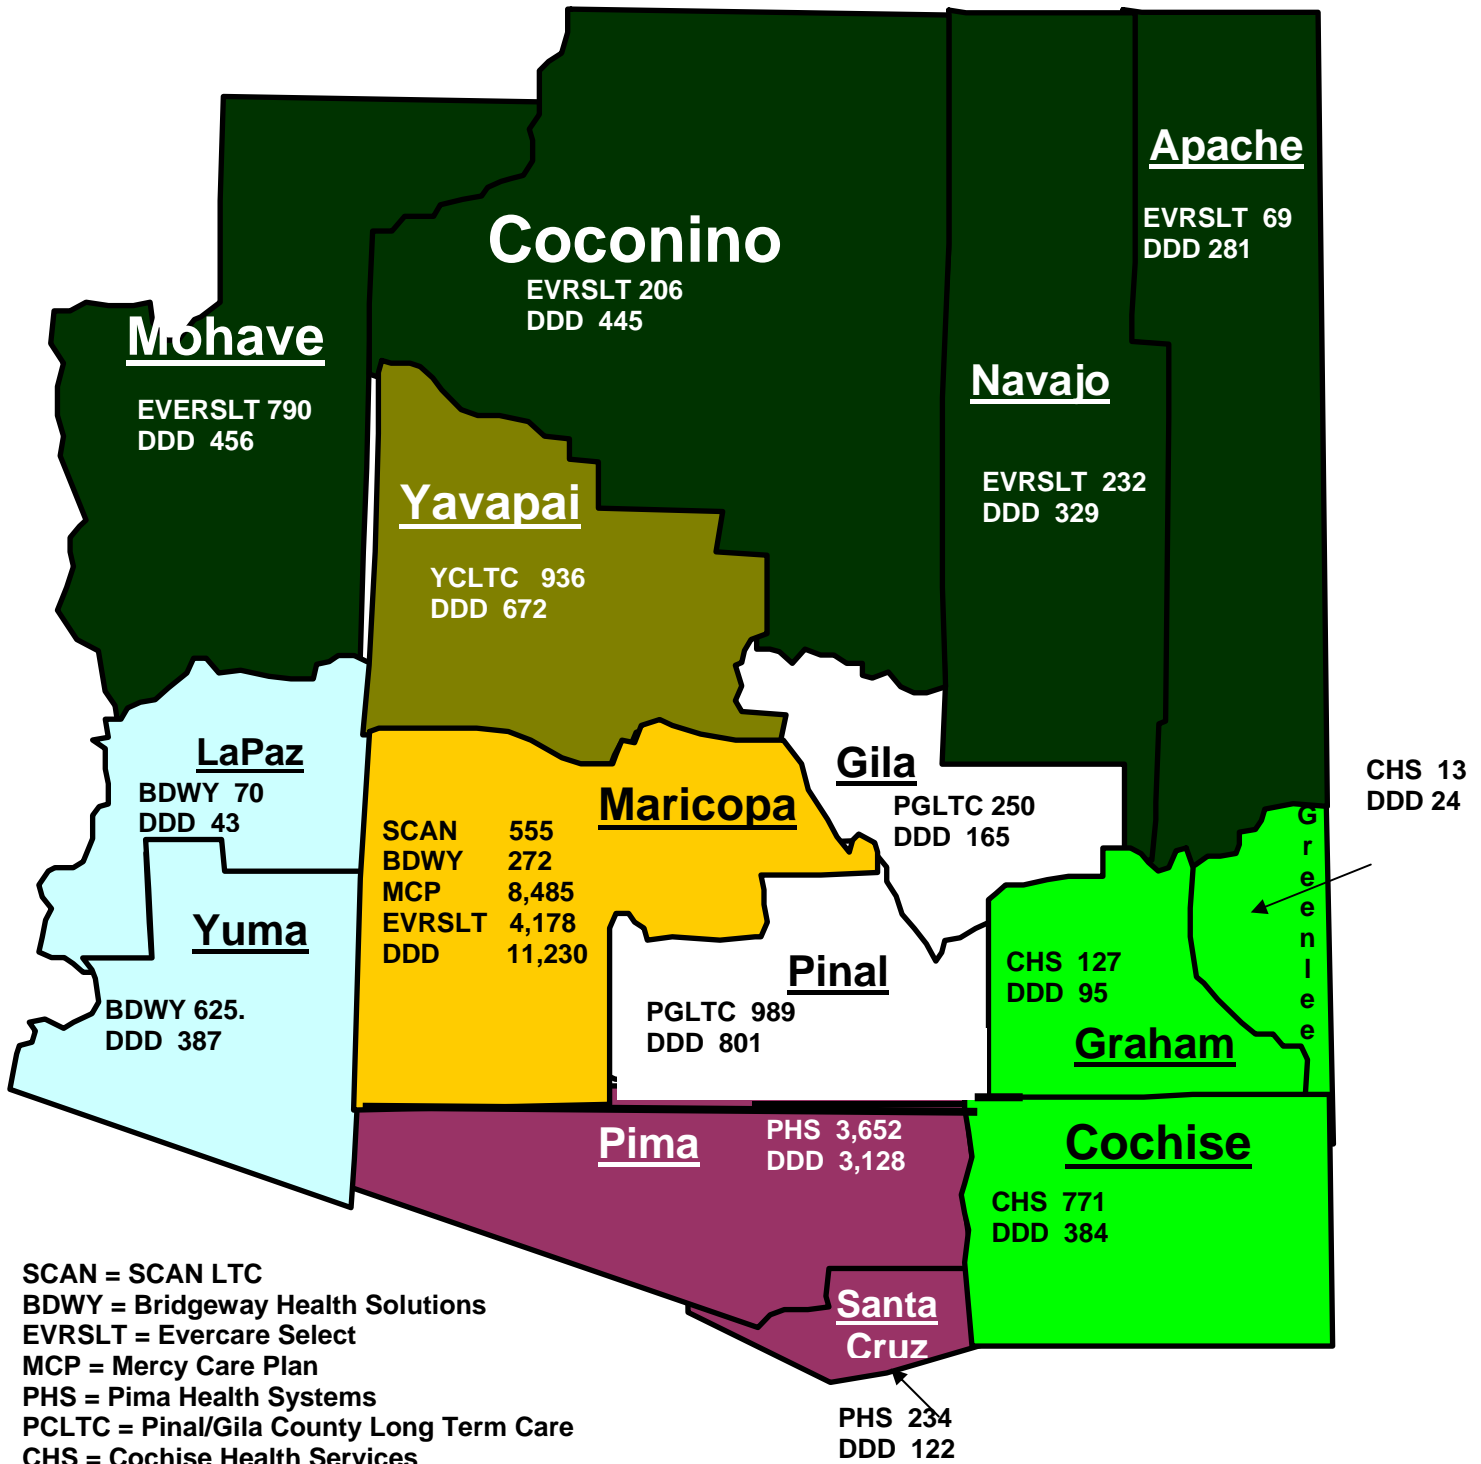 Apache
EVRSLT 69
DDD 281
Coconino
EVRSLT 206
DDD 445
Mohave
EVERSLT 790
DDD 456
Navajo
EVRSLT 232
DDD 329
Yavapai
YCLTC 936
DDD 672
LaPaz
BDWY 70
DDD 43
Gila
PGLTC 250
DDD 165
CHS 13
DDD 24
Greenlee
Maricopa
SCAN 555
BDWY 272
MCP 8,485
EVRSLT 4,178
DDD 11,230
Yuma
BDWY 625.
DDD 387
Pinal
PGLTC 989
DDD 801
CHS 127
DDD 95
Graham
Pima
PHS 3,652
DDD 3,128
Cochise
CHS 771
DDD 384
Santa
Cruz
PHS 234
DDD 122
SCAN = SCAN LTC
BDWY = Bridgeway Health Solutions
EVRSLT = Evercare Select
MCP = Mercy Care Plan
PHS = Pima Health Systems
PCLTC = Pinal/Gila County Long Term Care
CHS = Cochise Health Services